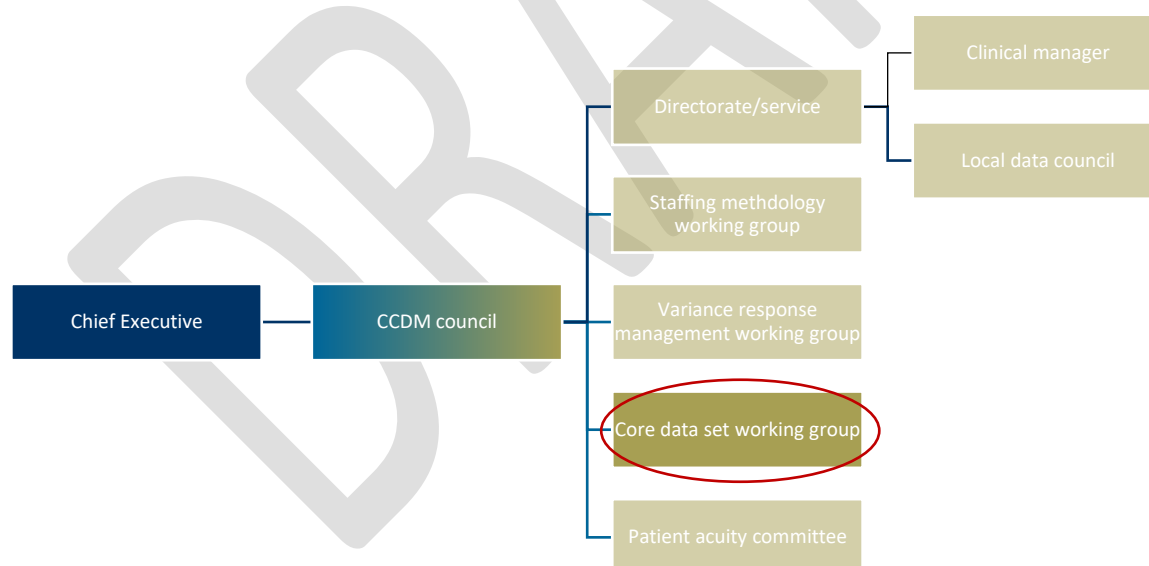 Clinical manager
Directorate/service
Local data council
Staffing methdology
working group
Chief Executive
CCDM council
Variance response
management working group
Core data set working group
Patient acuity committee
DRA